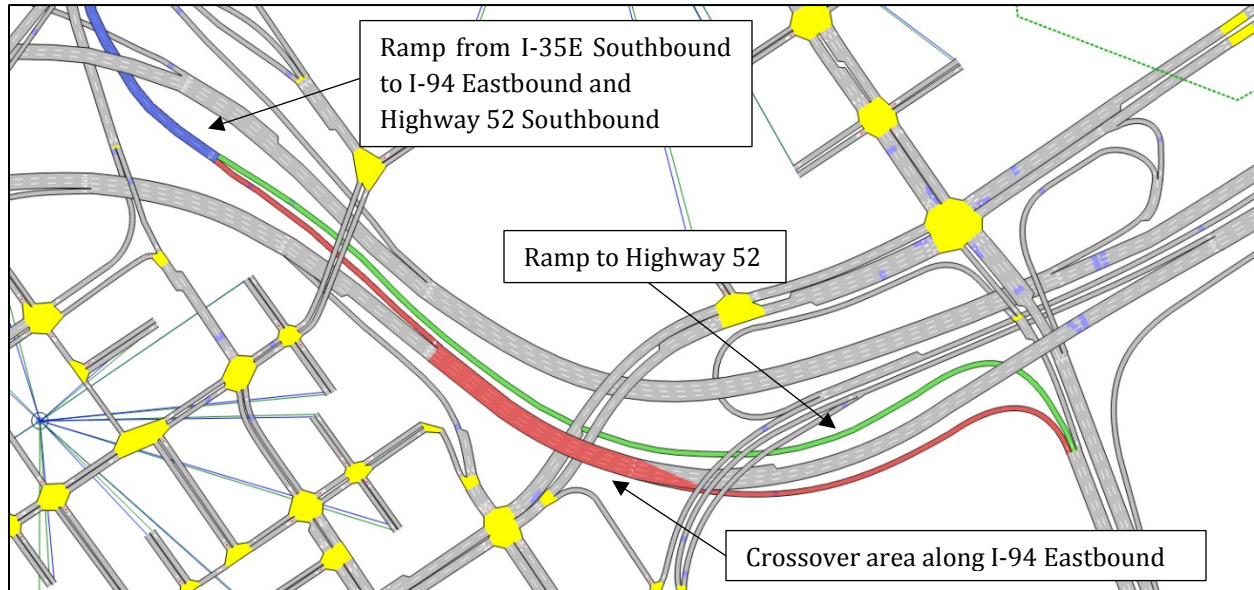 Ramp from I-35E Southbound
to I-94 Eastbound and
Highway 52 Southbound
Ramp to Highway 52
Crossover area along I-94 Eastbound